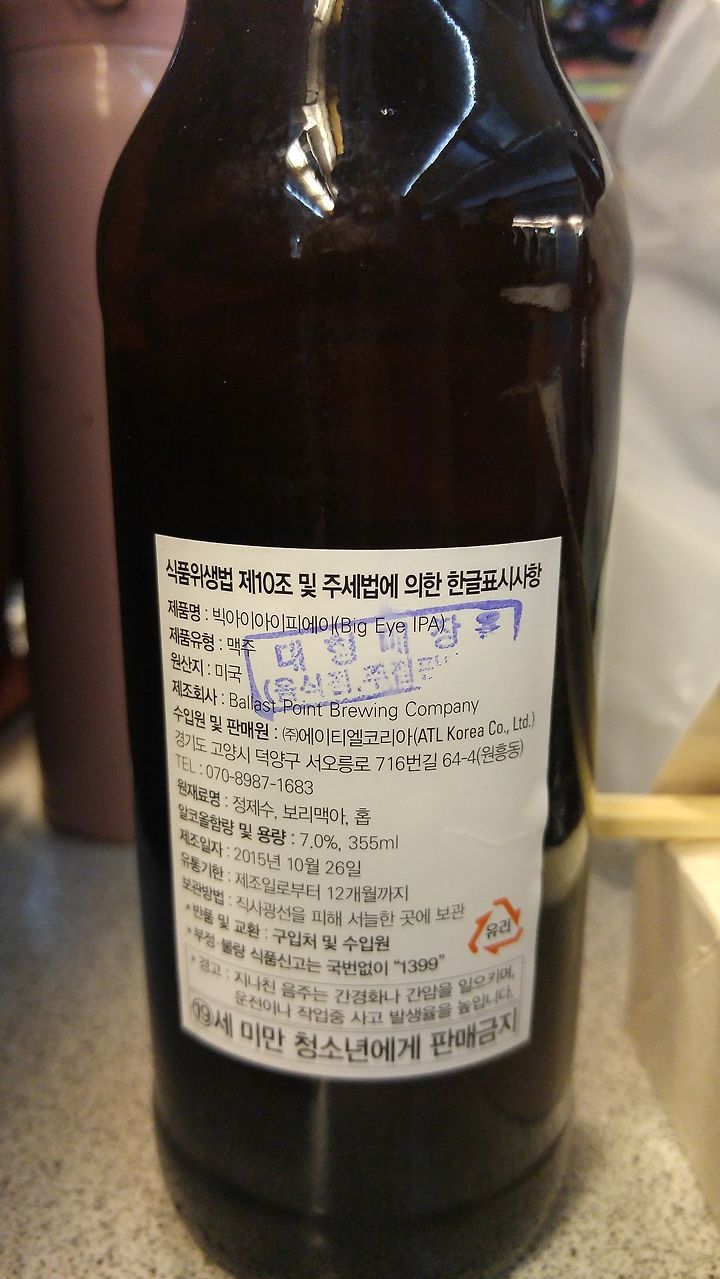 식품위생법 제10조 및 주세법에 의한 한글표시사항
제품명 : 빅아이아이피에이(Big Eye IPA)
제품유형 : 맥주
대형매장용
원산지 : 미국
(음식점.주점판
제조회사 : Ballast Point Brewing Company
수입원 및 판매원 : ㈜에이티엘코리아(ATL Korea Co., Ltd.)
경기도 고양시 덕양구 서오릉로 716번길 64-4(원흥동)
TEL : 070-8987-1683
원재료명 : 정제수, 보리맥아, 홉
알코올함량 및 용량 : 7.0%, 355ml
제조일자 : 2015년 10월 26일
유통기한 : 제조일로부터 12개월까지
보관방법 : 직사광선을 피해 서늘한 곳에 보관
* 반품 및 교환 : 구입처 및 수입원
유리
* 부정·불량 식품신고는 국번없이 “1399”
* 경고 : 지나친 음주는 간경화나 간암을 일으키며,
운전이나 작업중 사고 발생율을 높입니다.
⑲세 미만 청소년에게 판매금지